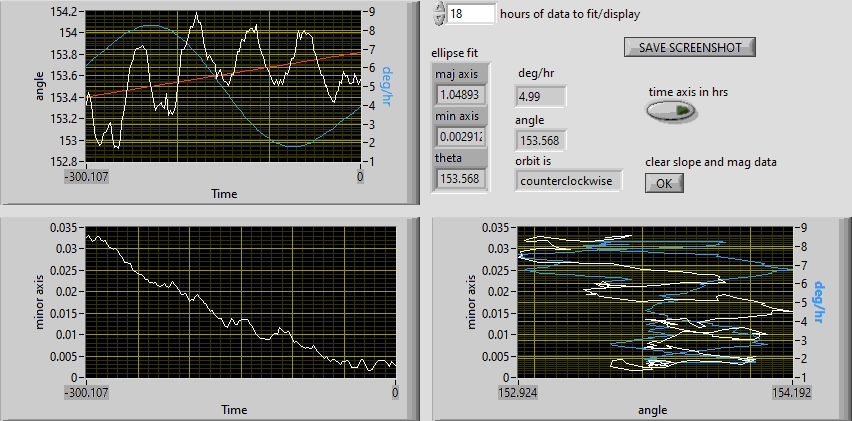 154.2
154
153.8
153.6
153.4
153.2
153
152.8
angle
9
8
7
6
5
4
3
2
1
deg/hr
-300.107
0
Time
18
hours of data to fit/display
SAVE SCREENSHOT
ellipse fit
maj axis
1.04893
min axis
0.002912
theta
153.568
deg/hr
4.99
angle
153.568
orbit is
counterclockwise
time axis in hrs
clear slope and mag data
OK
0.035
0.03
0.025
0.02
0.015
0.01
0.005
0
minor axis
-300.107
0
Time
0.035
0.03
0.025
0.02
0.015
0.01
0.005
0
minor axis
9
8
7
6
5
4
3
2
1
deg/hr
152.924
154.192
angle